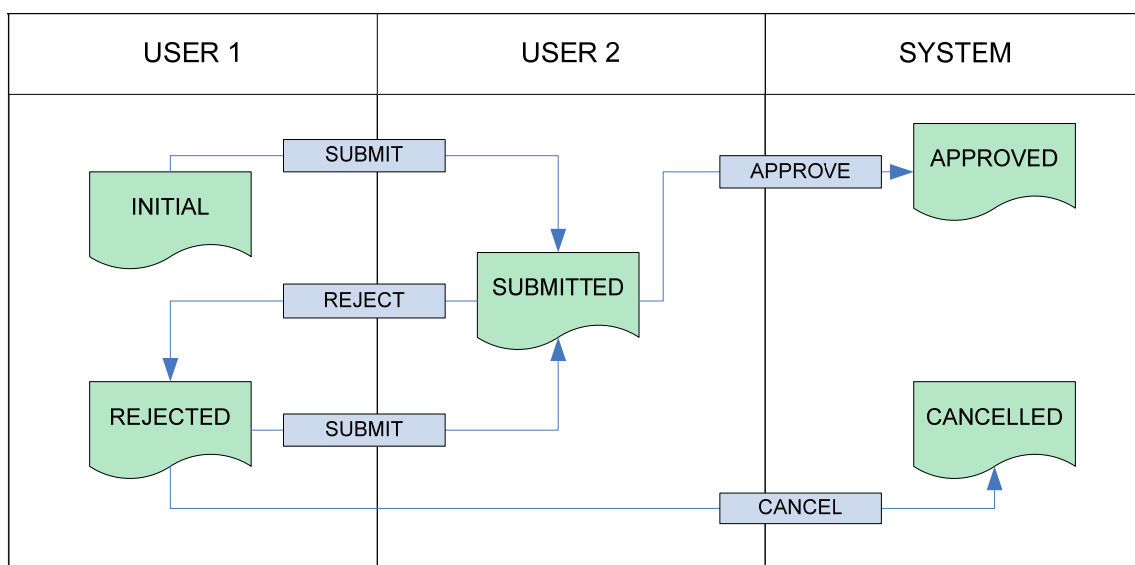 USER 1
USER 2
SYSTEM
SUBMIT
APPROVE
APPROVED
INITIAL
REJECT
SUBMITTED
REJECTED
SUBMIT
CANCELLED
CANCEL